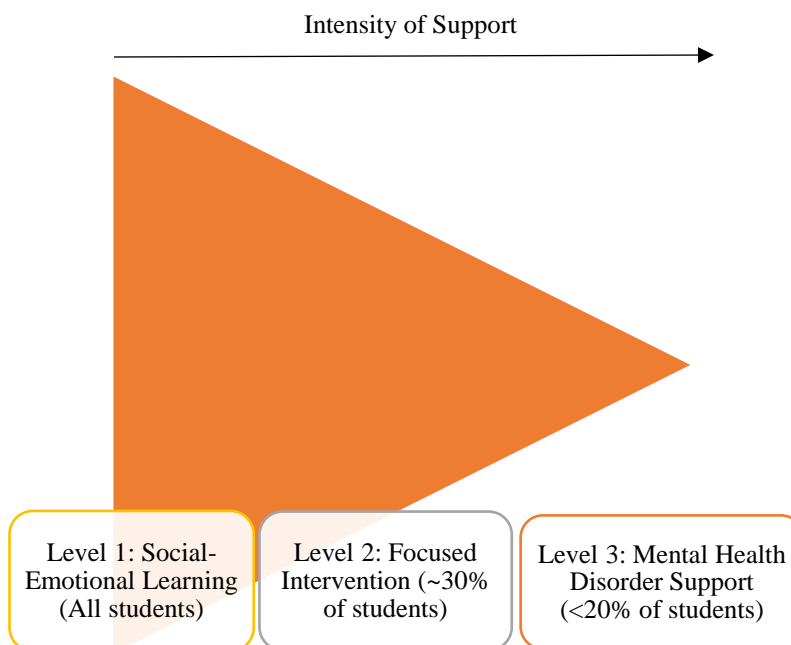 Intensity of Support
Level 1: Social-
Emotional Learning
(All students)
Level 2: Focused
Intervention (~30%
of students)
Level 3: Mental Health
Disorder Support
(<20% of students)